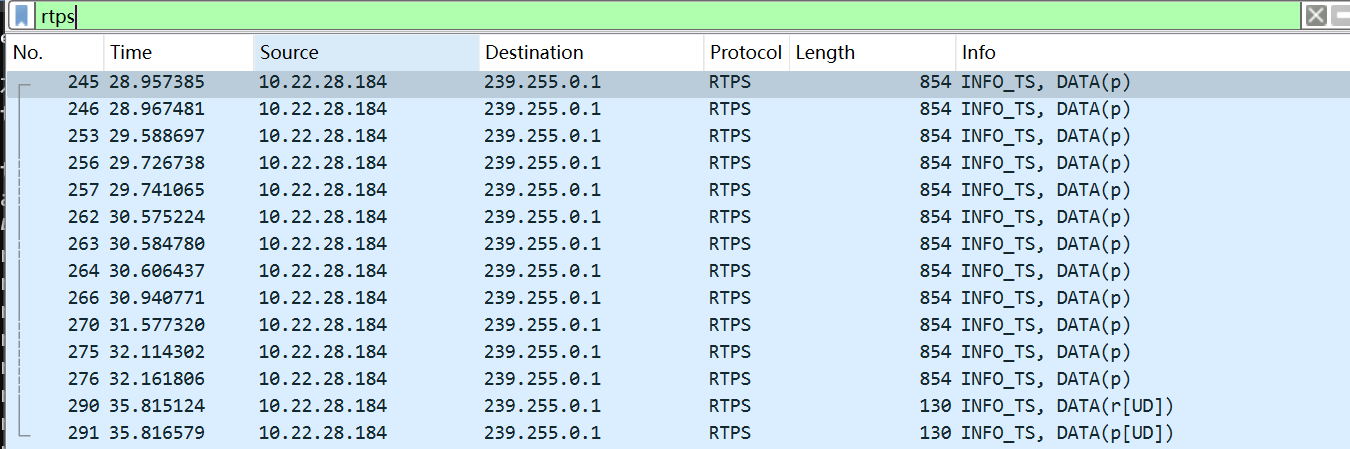 rtps
No. Time Source Destination Protocol Length Info
245 28.957385 10.22.28.184 239.255.0.1 RTPS 854 INFO_TS, DATA(p)
246 28.967481 10.22.28.184 239.255.0.1 RTPS 854 INFO_TS, DATA(p)
253 29.588697 10.22.28.184 239.255.0.1 RTPS 854 INFO_TS, DATA(p)
256 29.726738 10.22.28.184 239.255.0.1 RTPS 854 INFO_TS, DATA(p)
257 29.741065 10.22.28.184 239.255.0.1 RTPS 854 INFO_TS, DATA(p)
262 30.575224 10.22.28.184 239.255.0.1 RTPS 854 INFO_TS, DATA(p)
263 30.584780 10.22.28.184 239.255.0.1 RTPS 854 INFO_TS, DATA(p)
264 30.606437 10.22.28.184 239.255.0.1 RTPS 854 INFO_TS, DATA(p)
266 30.940771 10.22.28.184 239.255.0.1 RTPS 854 INFO_TS, DATA(p)
270 31.577320 10.22.28.184 239.255.0.1 RTPS 854 INFO_TS, DATA(p)
275 32.114302 10.22.28.184 239.255.0.1 RTPS 854 INFO_TS, DATA(p)
276 32.161806 10.22.28.184 239.255.0.1 RTPS 854 INFO_TS, DATA(p)
290 35.815124 10.22.28.184 239.255.0.1 RTPS 130 INFO_TS, DATA(r[UD])
291 35.816579 10.22.28.184 239.255.0.1 RTPS 130 INFO_TS, DATA(p[UD])